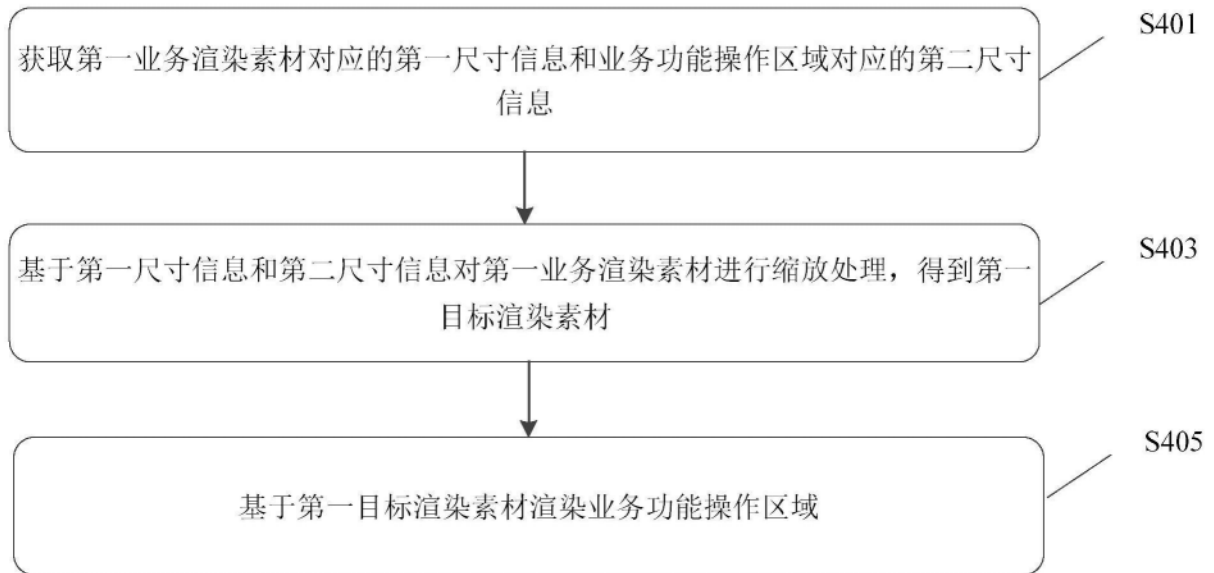 S401
获取第一业务渲染素材对应的第一尺寸信息和业务功能操作区域对应的第二尺寸
信息
S403
基于第一尺寸信息和第二尺寸信息对第一业务渲染素材进行缩放处理，得到第一
目标渲染素材
S405
基于第一目标渲染素材渲染业务功能操作区域